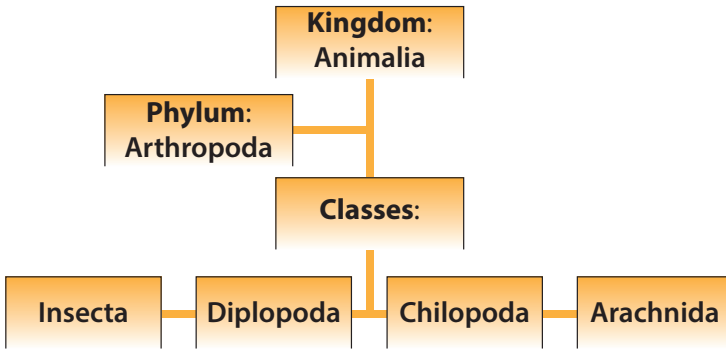 Kingdom:
Animalia
Phylum:
Arthropoda
Classes:
Insecta
Diplopoda
Chilopoda
Arachnida